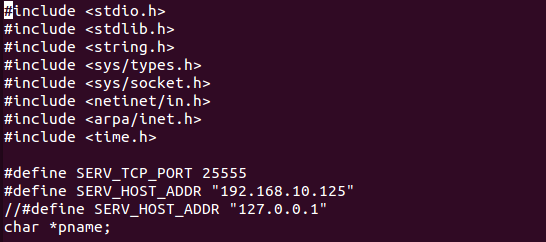 #include <stdio.h>
#include <stdlib.h>
#include <string.h>
#include <sys/types.h>
#include <sys/socket.h>
#include <netinet/in.h>
#include <arpa/inet.h>
#include <time.h>
#define SERV_TCP_PORT 25555
#define SERV_HOST_ADDR "192.168.10.125"
//#define SERV_HOST_ADDR "127.0.0.1"
char *pname;